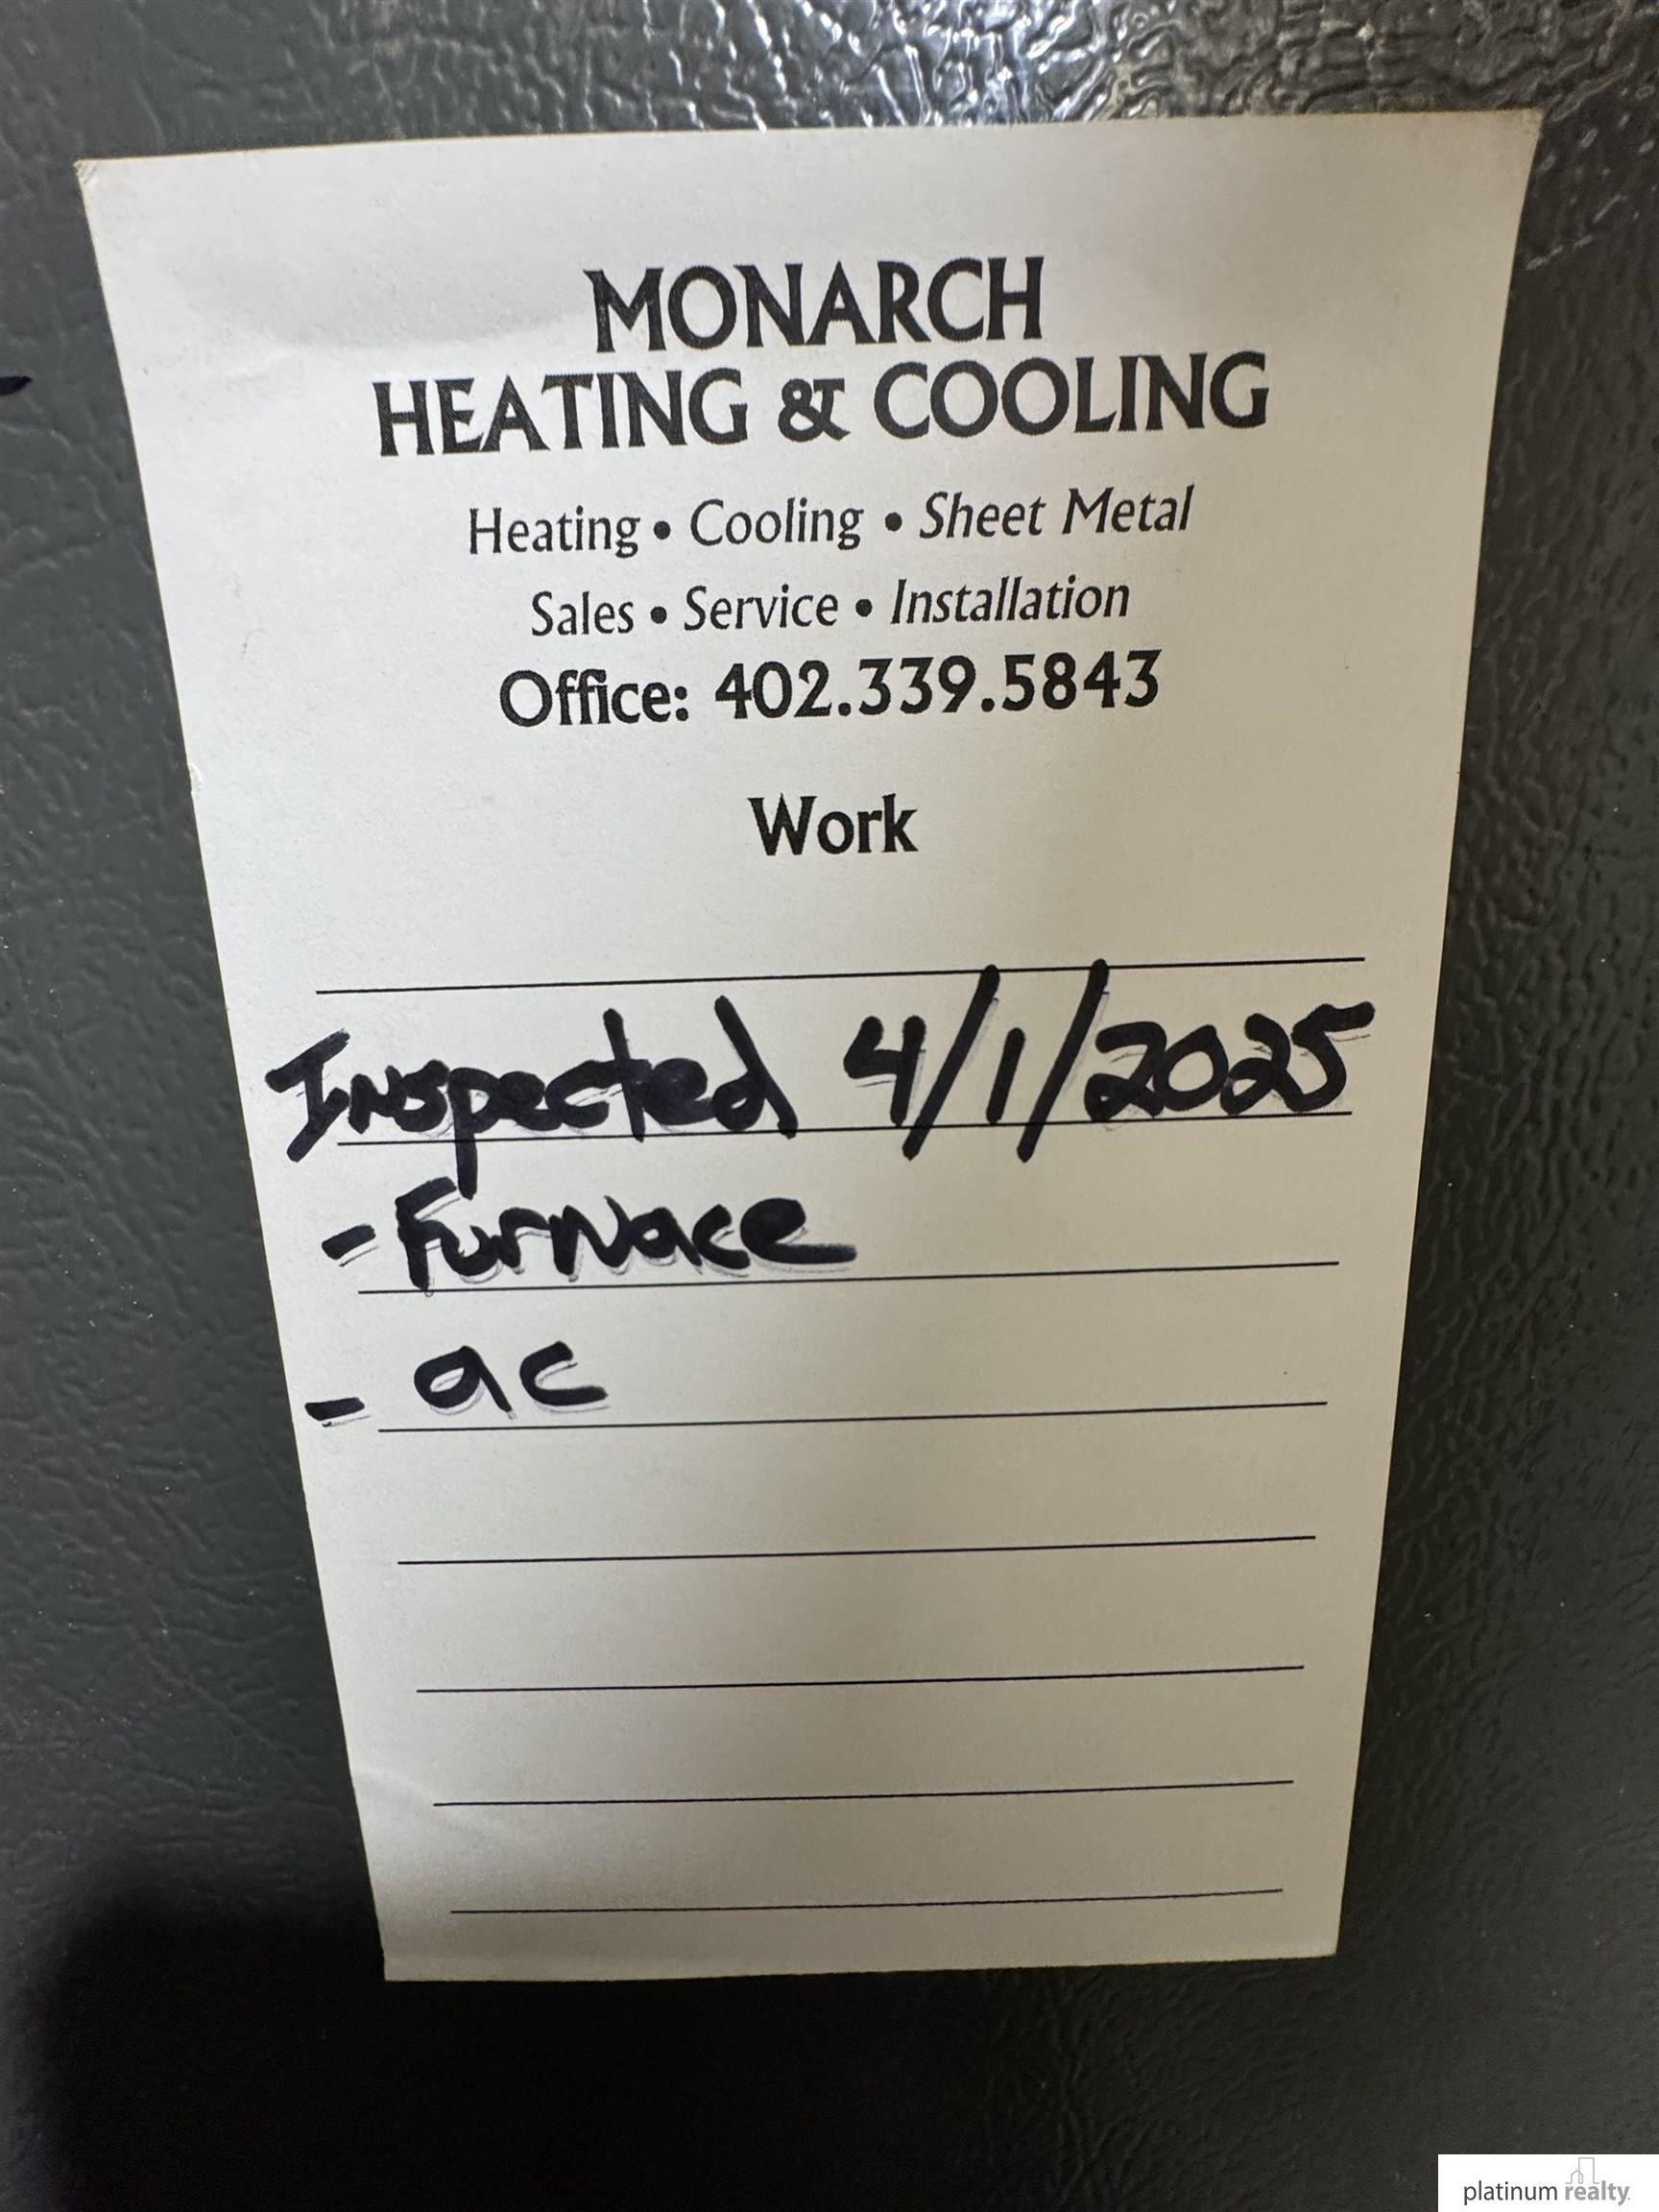 MONARCH
HEATING & COOLING
Heating • Cooling • Sheet Metal
Sales • Service • Installation
Office: 402.339.5843
Work
Inspected 4/1/2025
- Furnace
- ac
platinum realty